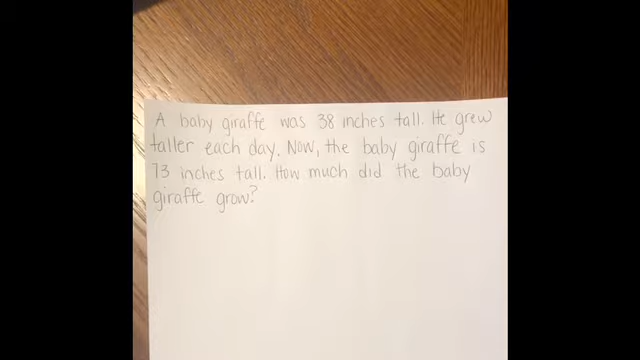 A baby giraffe was 38 inches tall. He grew
taller each day. Now, the baby giraffe is
73 inches tall. How much did the baby
giraffe grow?